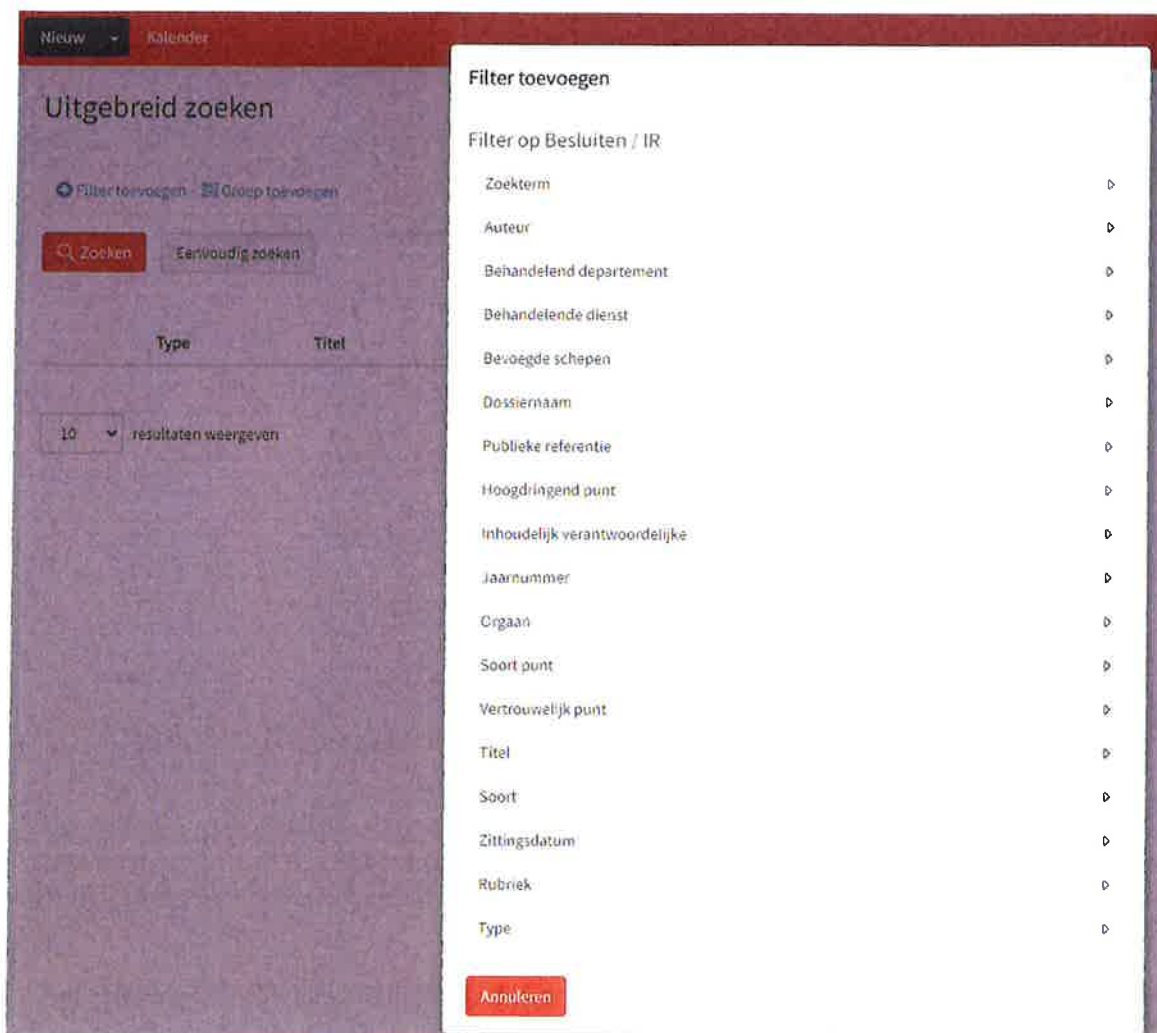 Nieuw Kalender
Uitgebreid zoeken
Filter toevoegen - Groep toevoegen
Zoeken Eenvoudig zoeken
Type Titel
10 resultaten weergeven
Filter toevoegen
Filter op Besluiten / IR
Zoekterm
Auteur
Behandelend departement
Behandelende dienst
Bevoegde schepen
Dossiernaam
Publieke referentie
Hoogdringend punt
Inhoudelijk verantwoordelijke
Jaarnummer
Orgaan
Soort punt
Vertrouwelijk punt
Titel
Soort
Zittingsdatum
Rubriek
Type
Annuleren